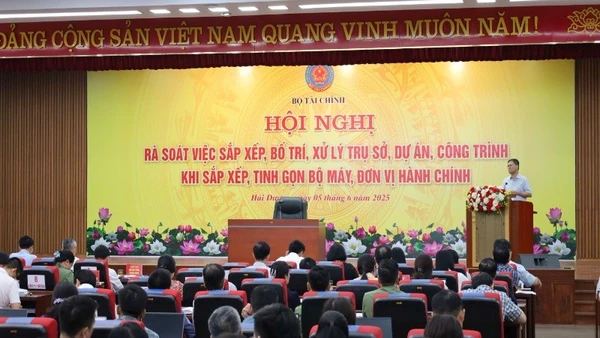 ĐẢNG CỘNG SẢN VIỆT NAM QUANG VINH MUÔN NĂM!
BỘ TÀI CHÍNH
HỘI NGHỊ
RÀ SOÁT VIỆC SẮP XẾP, BỐ TRÍ, XỬ LÝ TRỤ SỞ, DỰ ÁN, CÔNG TRÌNH
KHI SẮP XẾP, TINH GỌN BỘ MÁY, ĐƠN VỊ HÀNH CHÍNH
Hải Dương, ngày 05 tháng 6 năm 2025